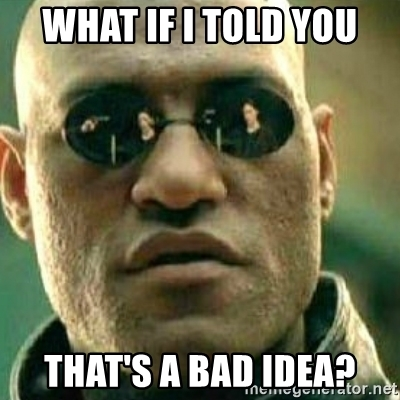 WHAT IF I TOLD YOU
THAT'S A BAD IDEA?
memegenerator.net